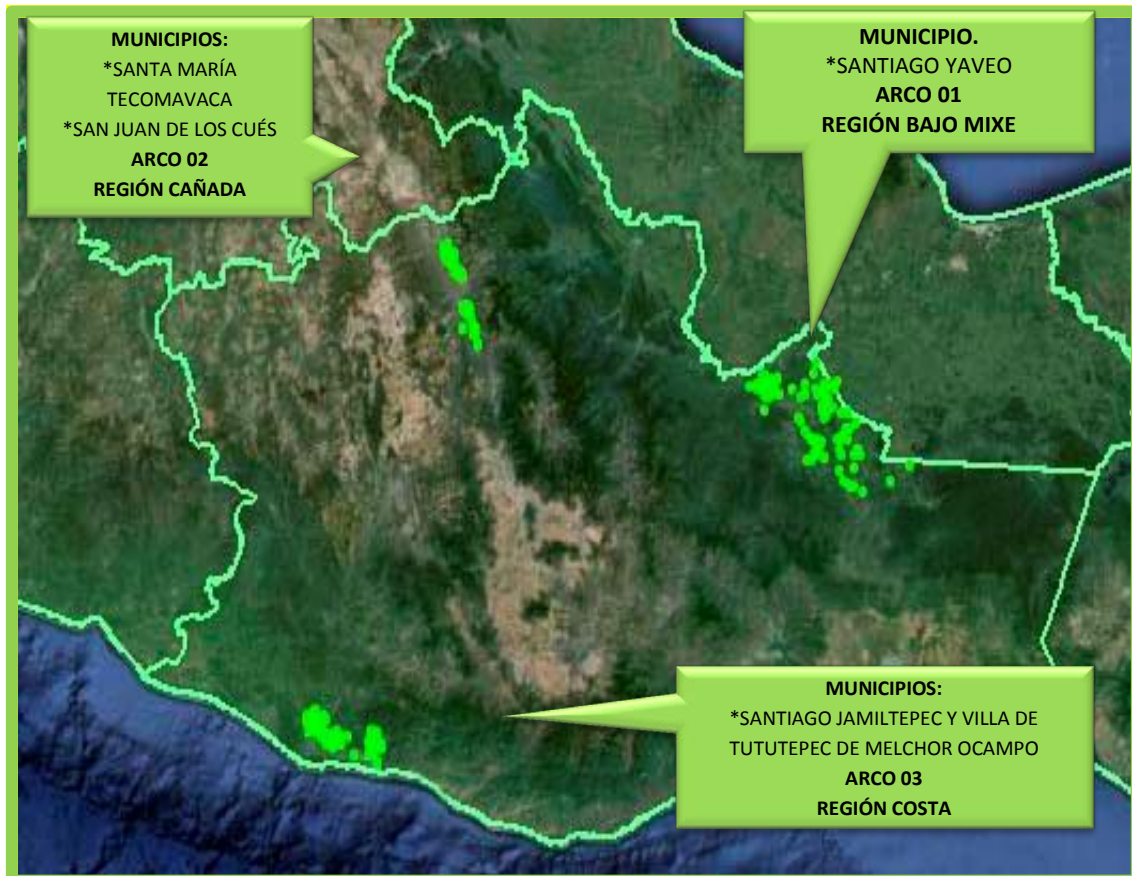 MUNICIPIOS:
*SANTA MARÍA
TECOMAVACA
*SAN JUAN DE LOS CUÉS
ARCO 02
REGIÓN CAÑADA
MUNICIPIO.
*SANTIAGO YAVEO
ARCO 01
REGIÓN BAJO MIXE
MUNICIPIOS:
*SANTIAGO JAMILTEPEC Y VILLA DE
TUTUTEPEC DE MELCHOR OCAMPO
ARCO 03
REGIÓN COSTA